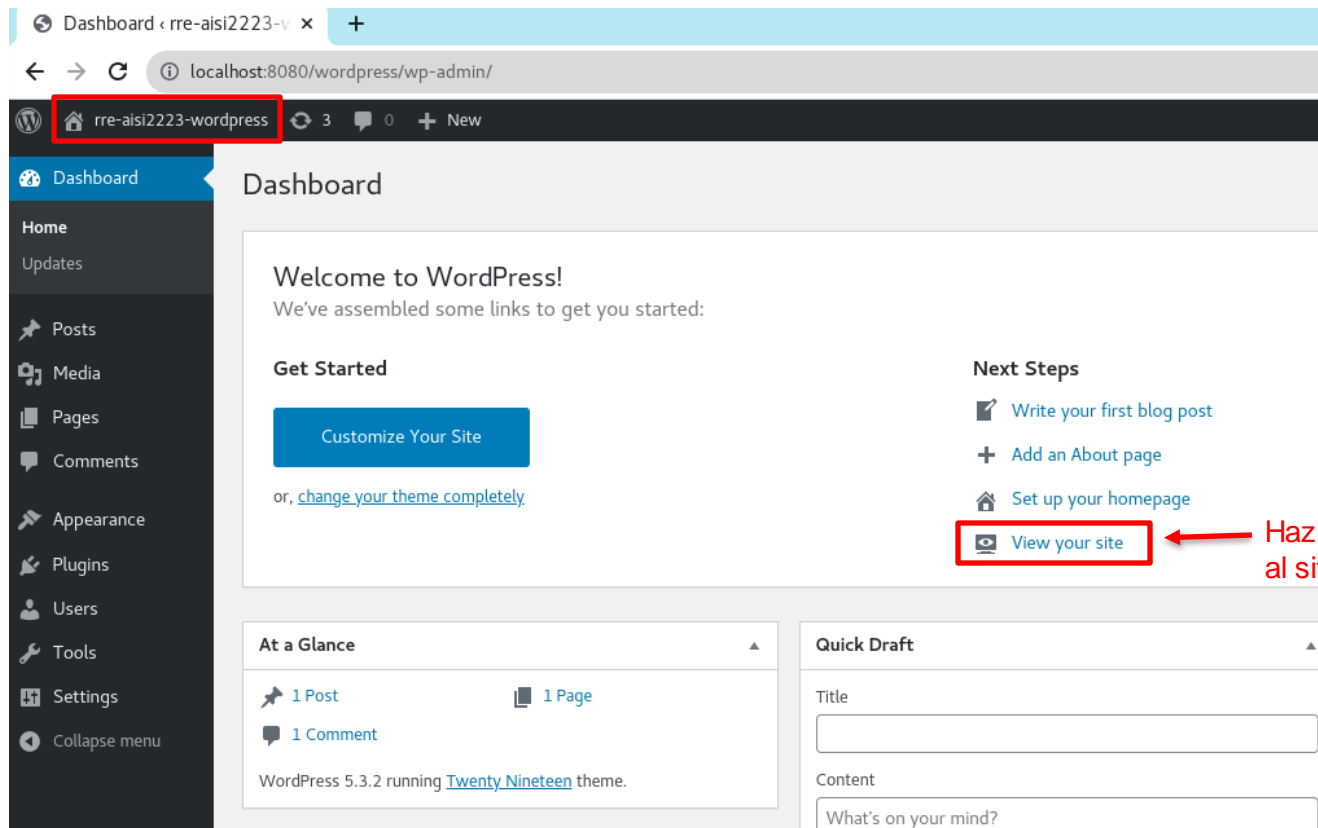 Dashboard ‹ rre-aisi2223-w
localhost:8080/wordpress/wp-admin/
rre-aisi2223-wordpress 3 0 New
Dashboard
Home
Updates
Posts
Media
Pages
Comments
Appearance
Plugins
Users
Tools
Settings
Collapse menu
Dashboard
Welcome to WordPress!
We've assembled some links to get you started:
Get Started
Customize Your Site
or, change your theme completely
Next Steps
Write your first blog post
Add an About page
Set up your homepage
View your site
Haz
al
At a Glance
1 Post
1 Page
1 Comment
WordPress 5.3.2 running Twenty Nineteen theme.
Quick Draft
Title
Content
What's on your mind?